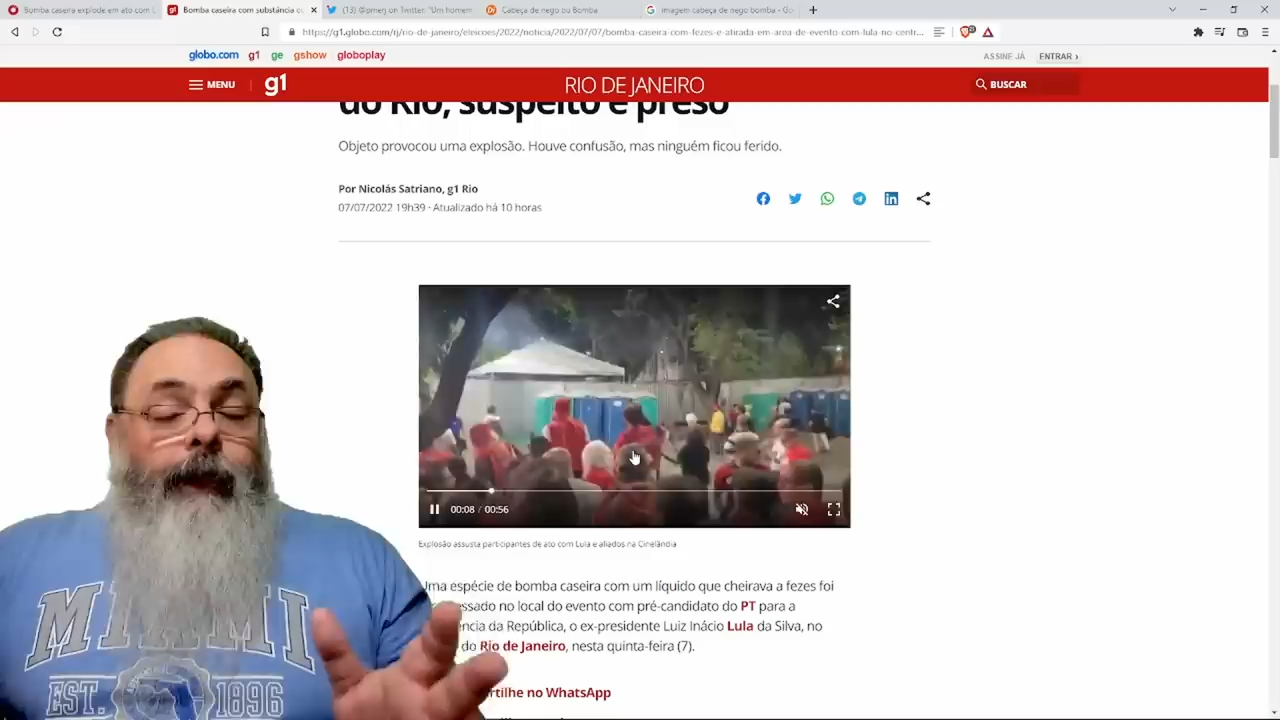 Bomba caseira explode em ato com L
Bomba caseira com substância cu
(13) @pmerj on Twitter: "Um homem
Cabeça de nego ou Bomba
imagem cabeça de nego bomba - Go
https://g1.globo.com/rj/rio-de-janeiro/eleicoes/2022/noticia/2022/07/07/bomba-caseira-com-fezes-e-atirada-em-area-de-evento-com-lula-no-centr...
globo.com g1 ge gshow globoplay
ASSINE JÁ ENTRAR ›
MENU g1 RIO DE JANEIRO BUSCAR
do Rio; suspeito é preso
Objeto provocou uma explosão. Houve confusão, mas ninguém ficou ferido.
Por Nicolás Satriano, g1 Rio
07/07/2022 19h39 · Atualizado há 10 horas
00:08 / 00:56
Explosão assusta participantes de ato com Lula e aliados na Cinelândia
Uma espécie de bomba caseira com um líquido que cheirava a fezes foi
essado no local do evento com pré-candidato do PT para a
ência da República, o ex-presidente Luiz Inácio Lula da Silva, no
do Rio de Janeiro, nesta quinta-feira (7).
rtilhe no WhatsApp
MIAMI
EST. 1896